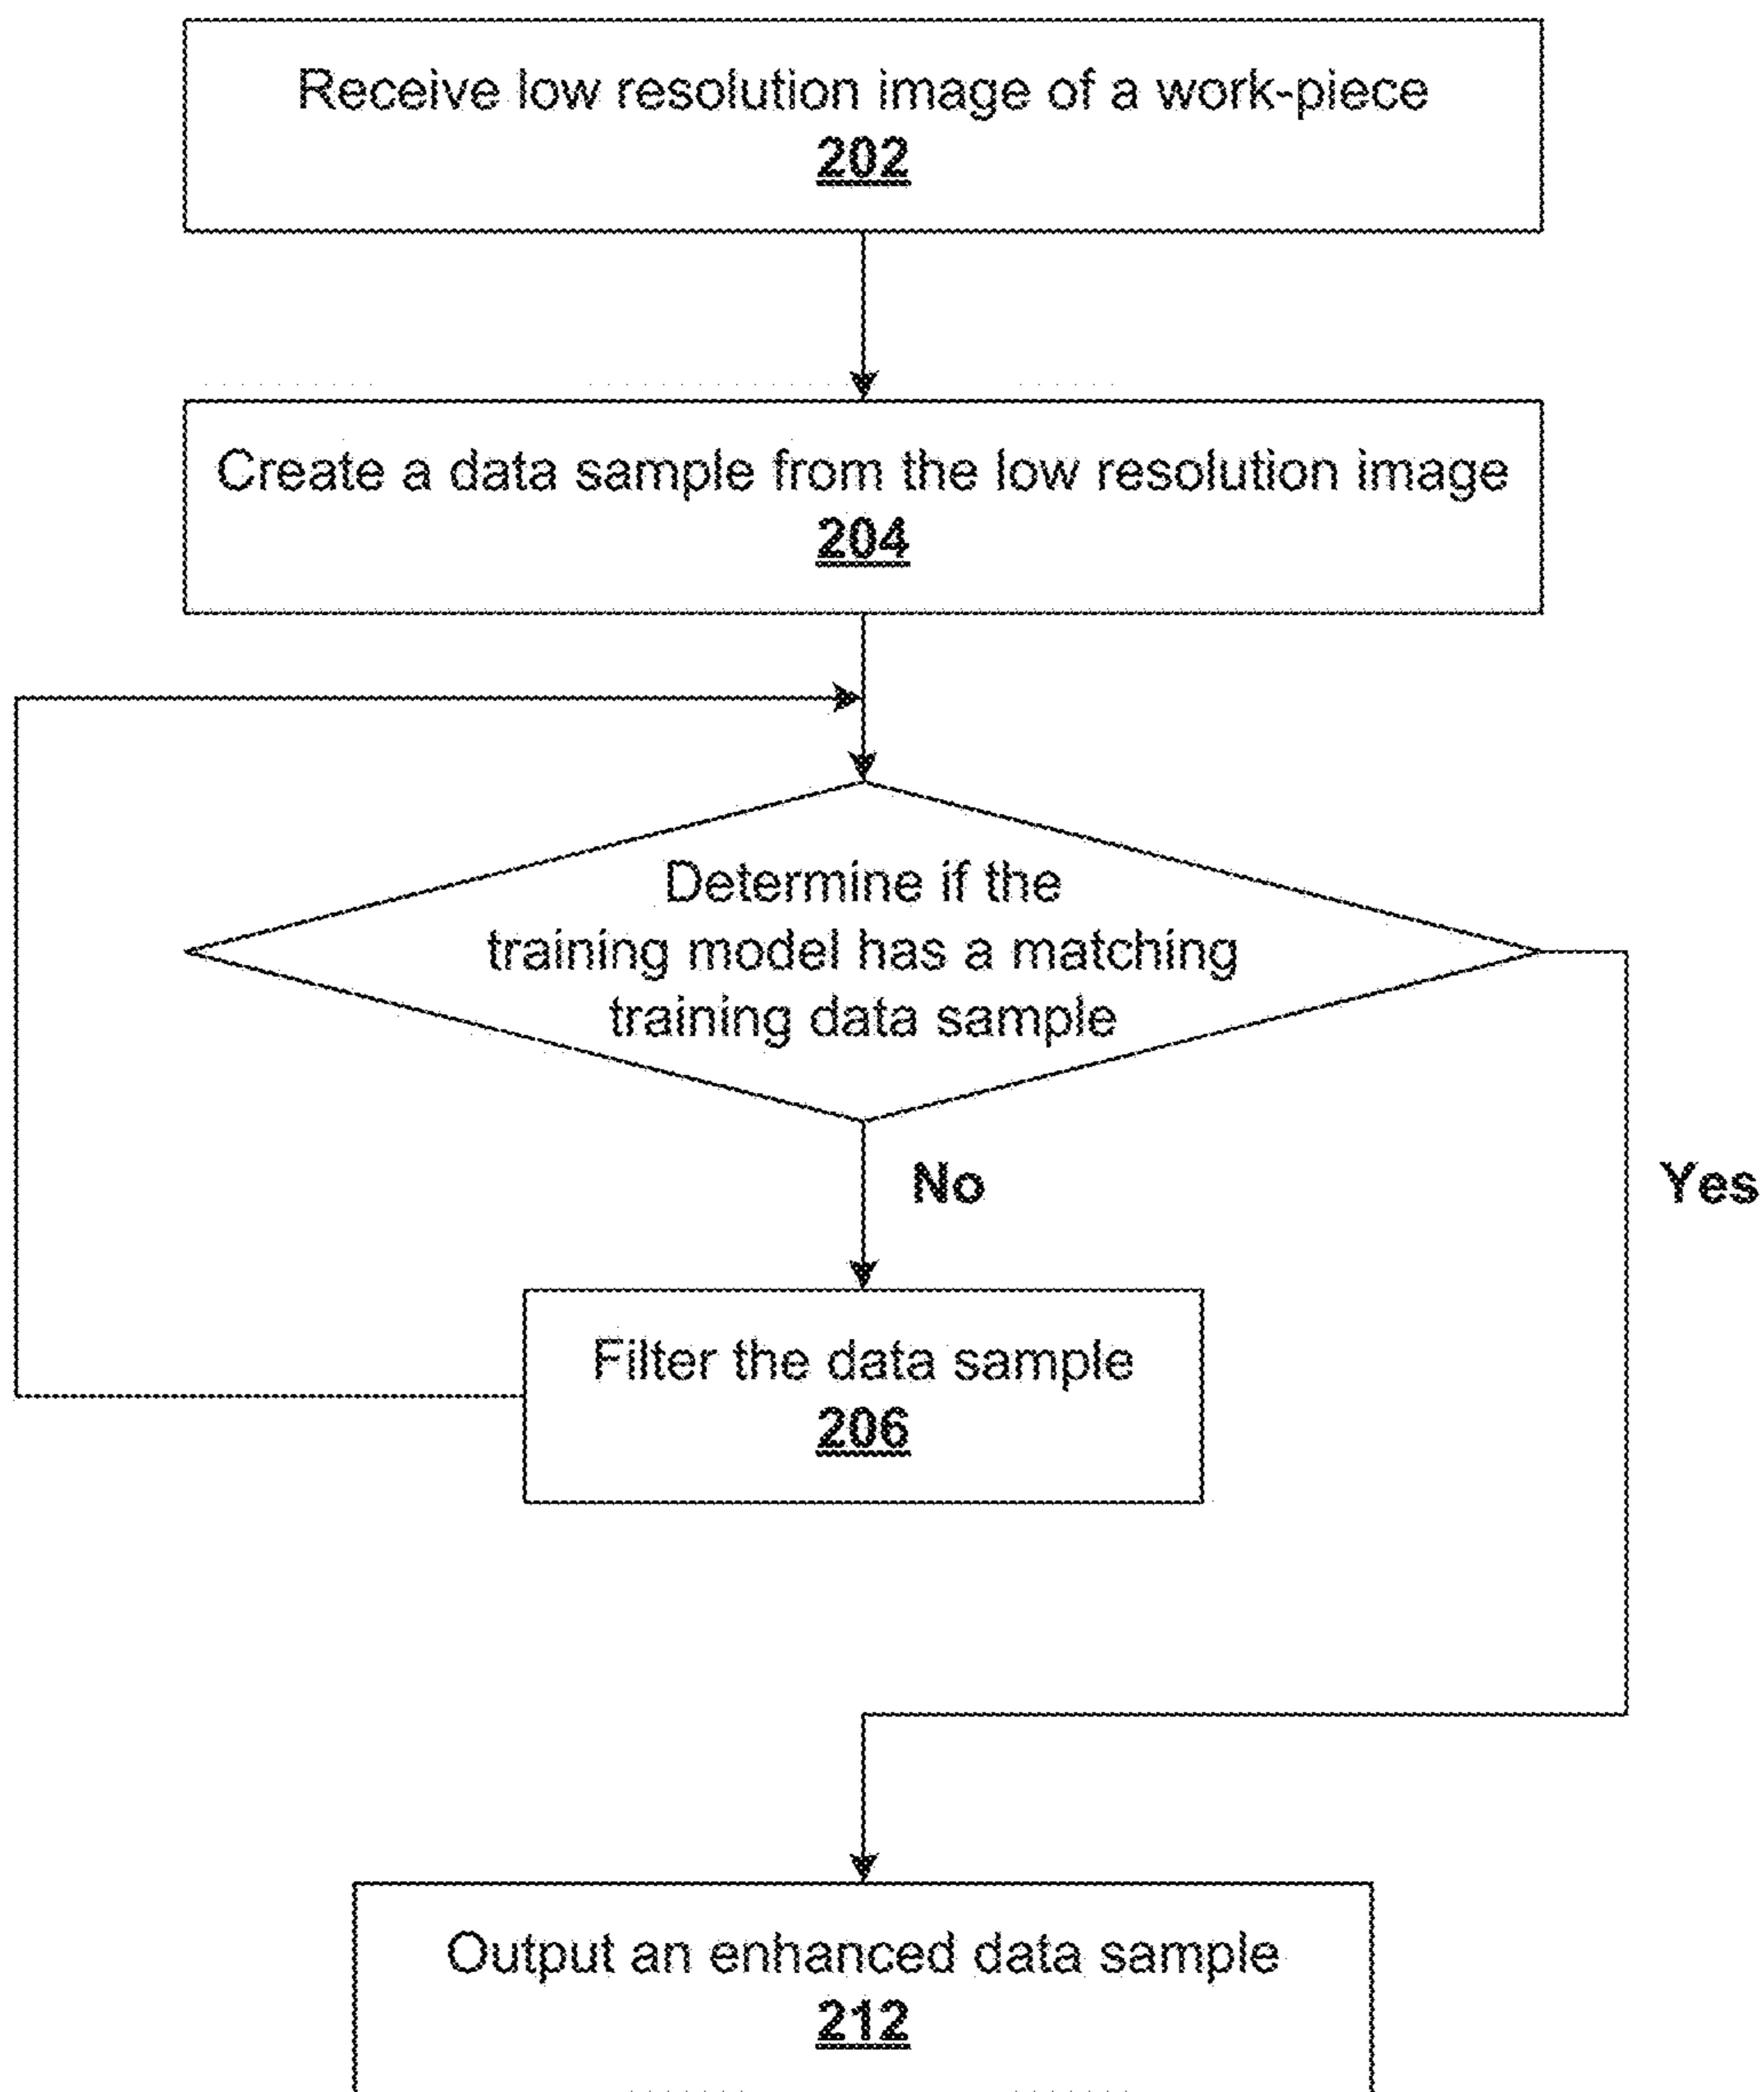 Receive low resolution image of a work-piece
202
Create a data sample from the low resolution image
204
Determine if the
training model has a matching
training data sample
No
Yes
Filter the data sample
206
Output an enhanced data sample
212